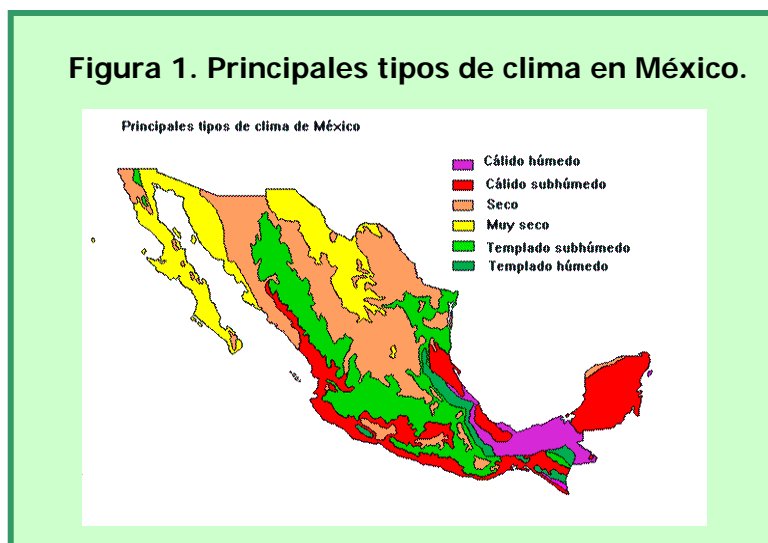 Figura 1. Principales tipos de clima en México.
Principales tipos de clima de México
Cálido húmedo
Cálido subhúmedo
Seco
Muy seco
Templado subhúmedo
Templado húmedo